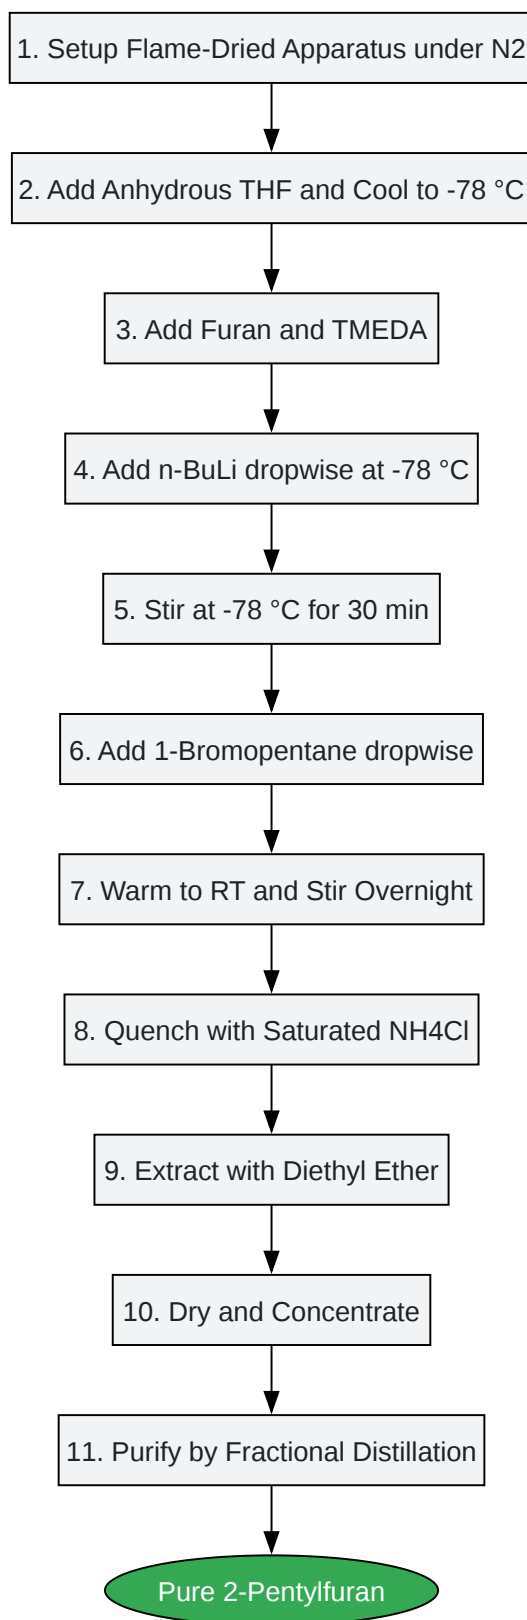 1. Setup Flame-Dried Apparatus under N2
2. Add Anhydrous THF and Cool to -78 °C
3. Add Furan and TMEDA
4. Add n-BuLi dropwise at -78 °C
5. Stir at -78 °C for 30 min
6. Add 1-Bromopentane dropwise
7. Warm to RT and Stir Overnight
8. Quench with Saturated NH4Cl
9. Extract with Diethyl Ether
10. Dry and Concentrate
11. Purify by Fractional Distillation
Pure 2-Pentylfuran